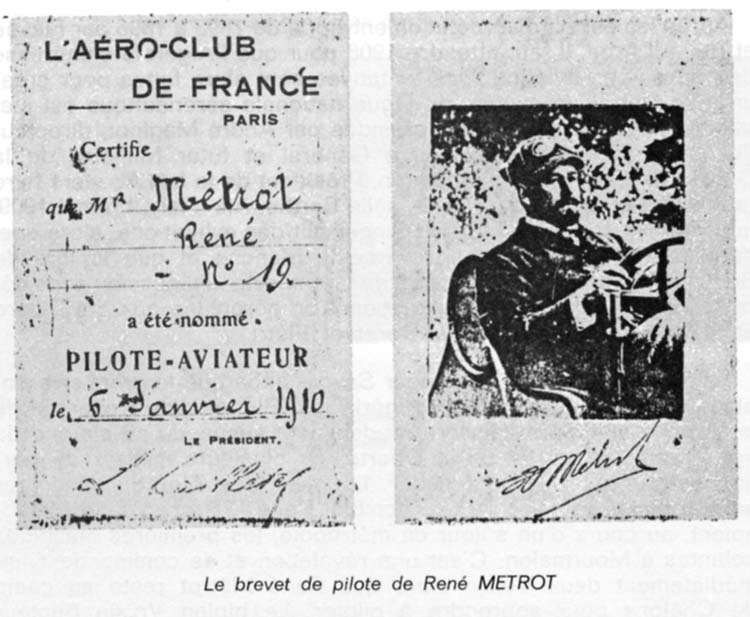 L'AÉRO-CLUB
DE FRANCE
PARIS
Certifie
que Mr Métrot
René
- N° 19.
a été nommé
PILOTE-AVIATEUR
le 6 Janvier 1910
LE PRÉSIDENT.
Métrot
Le brevet de pilote de René METROT